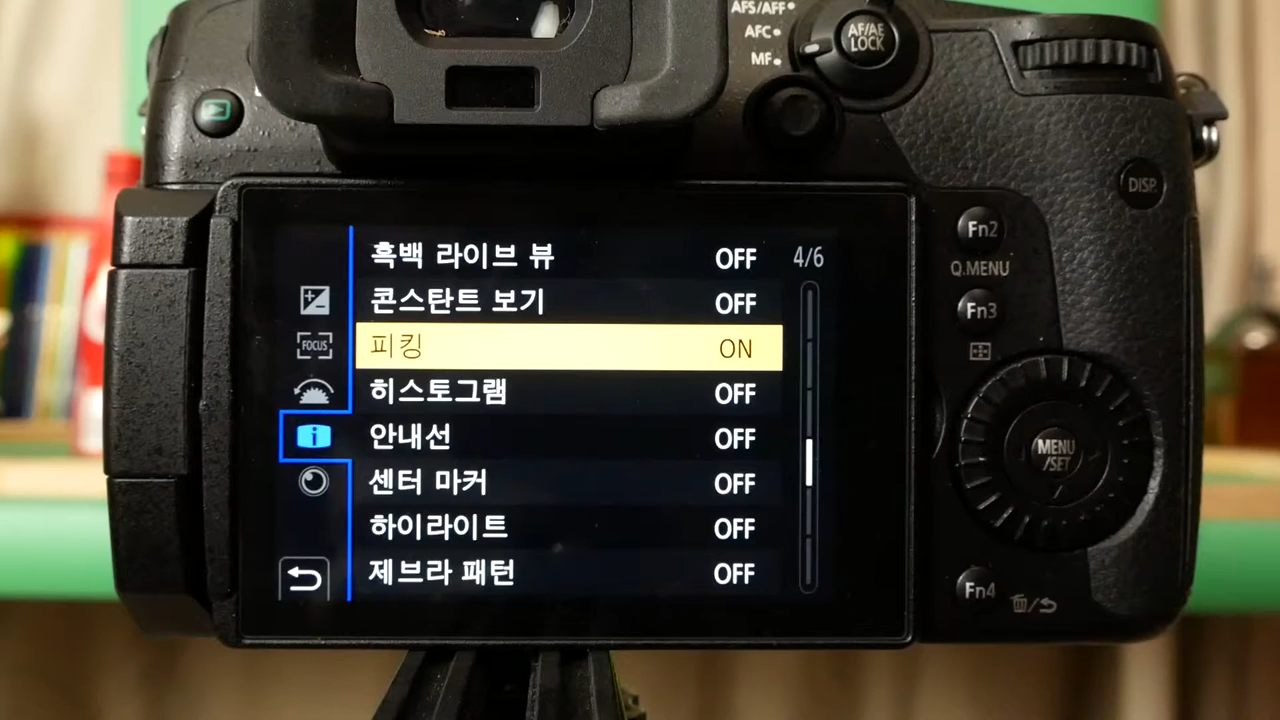 AFS/AFF
AFC
MF
AF/AE
LOCK
DISP.
Fn2
Q.MENU
Fn3
MENU
/SET
Fn4
흑백 라이브 뷰 OFF 4/6
콘스탄트 보기 OFF
피킹 ON
FOCUS
히스토그램 OFF
안내선 OFF
센터 마커 OFF
하이라이트 OFF
제브라 패턴 OFF